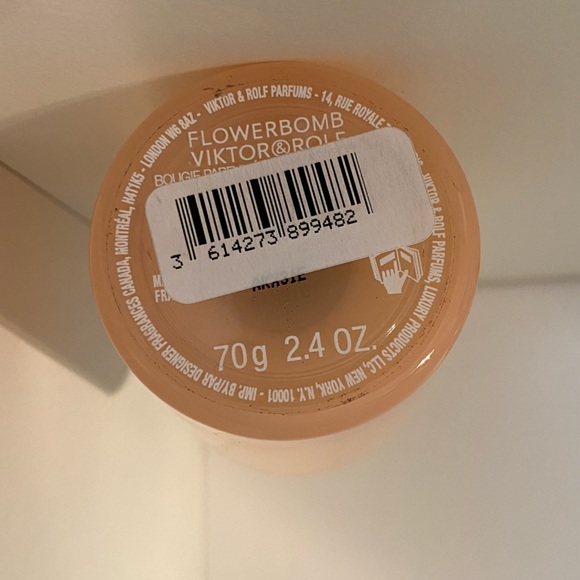 LONDON W6 8AZ - VIKTOR & ROLF PARFUMS - 14, RUE ROYALE
VIKTOR & ROLF PARFUMS, LUXURY PRODUCTS LLC, NEW YORK, N.Y. 10001 - IMP. BY/PAR DESIGNER FRAGRANCES CANADA, MONTRÉAL, H4T1K5 -
FLOWERBOMB
VIKTOR&ROLF
BOUGIE
3 614273 899482
70g 2.4 OZ.